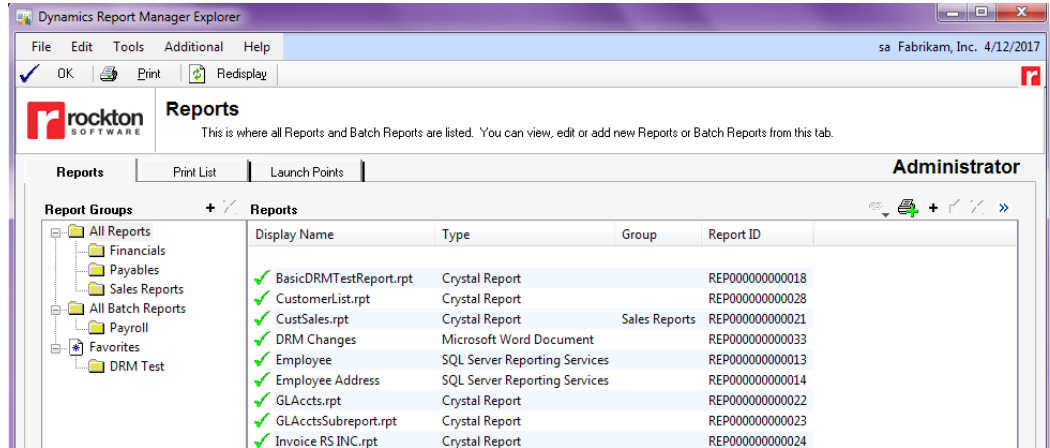 Dynamics Report Manager Explorer
File Edit Tools Additional Help
sa Fabrikam, Inc. 4/12/2017
OK Print Redisplay
r
rockton
SOFTWARE
Reports
This is where all Reports and Batch Reports are listed. You can view, edit or add new Reports or Batch Reports from this tab.
Reports Print List Launch Points
Administrator
Report Groups
All Reports
Financials
Payables
Sales Reports
All Batch Reports
Payroll
Favorites
DRM Test
Reports
Display Name Type Group Report ID
BasicDRMTestReport.rpt Crystal Report REP000000000018
CustomerList.rpt Crystal Report REP000000000028
CustSales.rpt Crystal Report Sales Reports REP000000000021
DRM Changes Microsoft Word Document REP000000000033
Employee SQL Server Reporting Services REP000000000013
Employee Address SQL Server Reporting Services REP000000000014
GLAccts.rpt Crystal Report REP000000000022
GLAcctsSubreport.rpt Crystal Report REP000000000023
Invoice RS INC.rpt Crystal Report REP000000000024